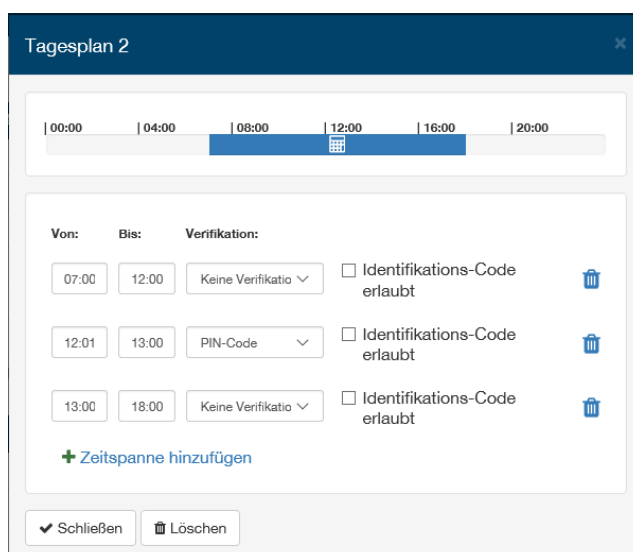 Tagesplan 2 ×
| 00:00 | 04:00 | 08:00 | 12:00 | 16:00 | 20:00
Von: Bis: Verifikation:
07:00 12:00 Keine Verifikatio Identifikations-Code
erlaubt
12:01 13:00 PIN-Code Identifikations-Code
erlaubt
13:00 18:00 Keine Verifikatio Identifikations-Code
erlaubt
+ Zeitspanne hinzufügen
Schließen Löschen